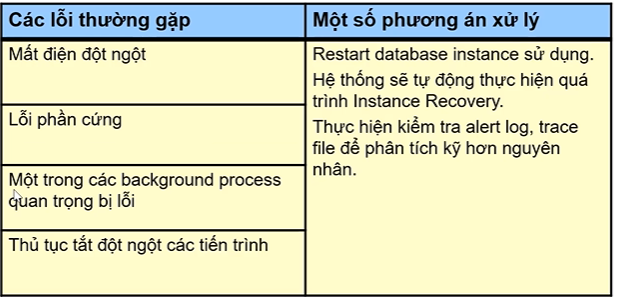 Các lỗi thường gặp
Một số phương án xử lý
Mất điện đột ngột
Restart database instance sử dụng.
Hệ thống sẽ tự động thực hiện quá
trình Instance Recovery.
Lỗi phần cứng
Thực hiện kiểm tra alert log, trace
file để phân tích kỹ hơn nguyên
nhân.
Một trong các background process
quan trọng bị lỗi
Thủ tục tắt đột ngột các tiến trình